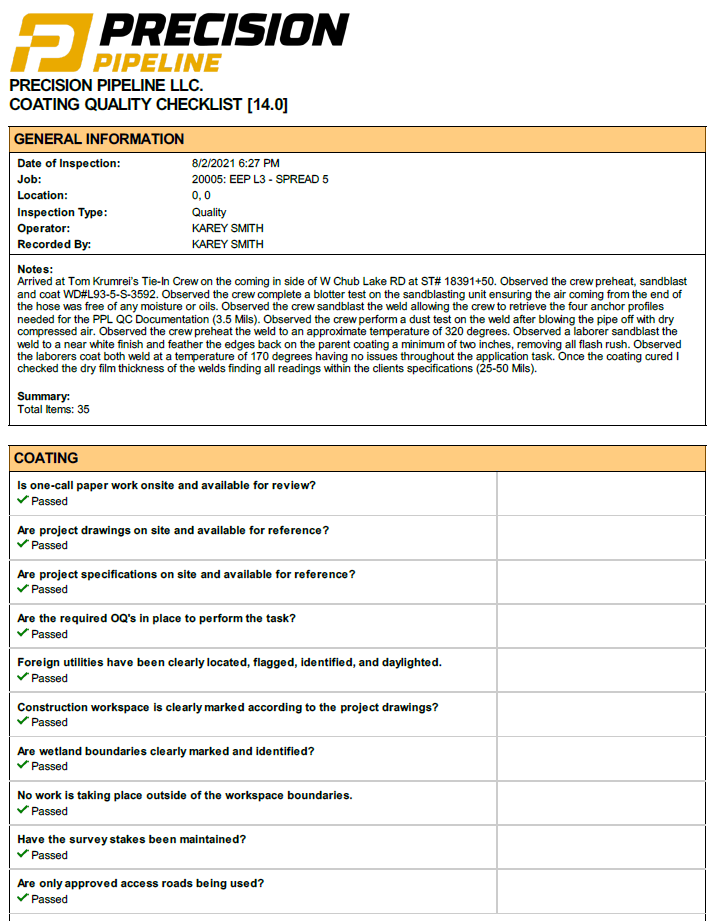 PRECISION
PIPELINE
PRECISION PIPELINE LLC.
COATING QUALITY CHECKLIST [14.0]
GENERAL INFORMATION
Date of Inspection: 8/2/2021 6:27 PM
Job: 20005: EEP L3 - SPREAD 5
Location: 0, 0
Inspection Type: Quality
Operator: KAREY SMITH
Recorded By: KAREY SMITH
Notes:
Arrived at Tom Krumrei's Tie-In Crew on the coming in side of W Chub Lake RD at ST# 18391+50. Observed the crew preheat, sandblast
and coat WD#L93-5-S-3592. Observed the crew complete a blotter test on the sandblasting unit ensuring the air coming from the end of
the hose was free of any moisture or oils. Observed the crew sandblast the weld allowing the crew to retrieve the four anchor profiles
needed for the PPL QC Documentation (3.5 Mils). Observed the crew perform a dust test on the weld after blowing the pipe off with dry
compressed air. Observed the crew preheat the weld to an approximate temperature of 320 degrees. Observed a laborer sandblast the
weld to a near white finish and feather the edges back on the parent coating a minimum of two inches, removing all flash rush. Observed
the laborers coat both weld at a temperature of 170 degrees having no issues throughout the application task. Once the coating cured I
checked the dry film thickness of the welds finding all readings within the clients specifications (25-50 Mils).
Summary:
Total Items: 35
COATING
Is one-call paper work onsite and available for review?
Passed
Are project drawings on site and available for reference?
Passed
Are project specifications on site and available for reference?
Passed
Are the required OQ's in place to perform the task?
Passed
Foreign utilities have been clearly located, flagged, identified, and daylighted.
Passed
Construction workspace is clearly marked according to the project drawings?
Passed
Are wetland boundaries clearly marked and identified?
Passed
No work is taking place outside of the workspace boundaries.
Passed
Have the survey stakes been maintained?
Passed
Are only approved access roads being used?
Passed